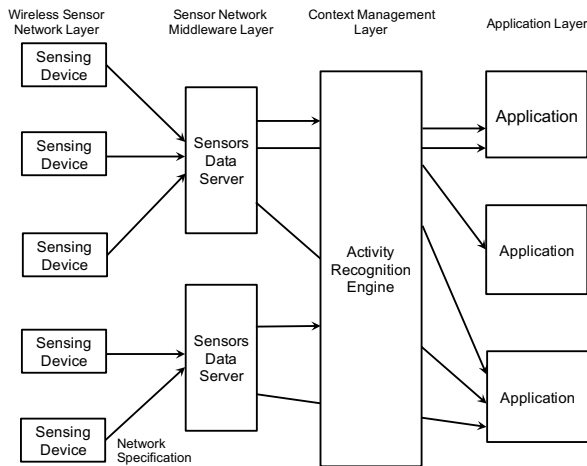 Wireless Sensor
Network Layer
Sensor Network
Middleware Layer
Context Management
Layer
Application Layer
Sensing
Device
Sensing
Device
Sensing
Device
Sensing
Device
Sensing
Device
Network
Specification
Sensors
Data
Server
Sensors
Data
Server
Activity
Recognition
Engine
Application
Application
Application